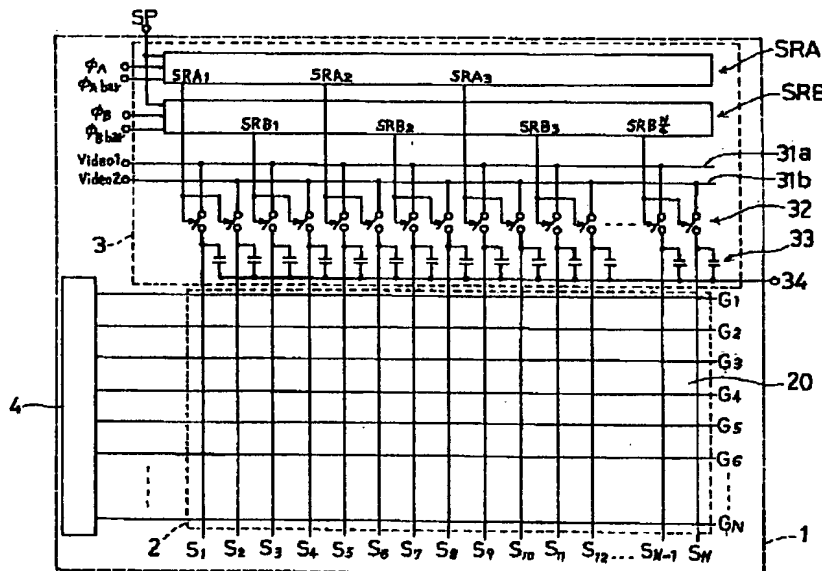 SP
SRA
φA
φA bar
SRA1 SRA2 SRA3
SRB
φB
φB bar
SRB1 SRB2 SRB3 SRB N/4
Video1
31a
Video2
31b
32
3
33
34
G1
G2
G3
20
4
G4
G5
G6
GN
2
1
S1 S2 S3 S4 S5 S6 S7 S8 S9 S10 S11 S12 ---- SN-1 SN